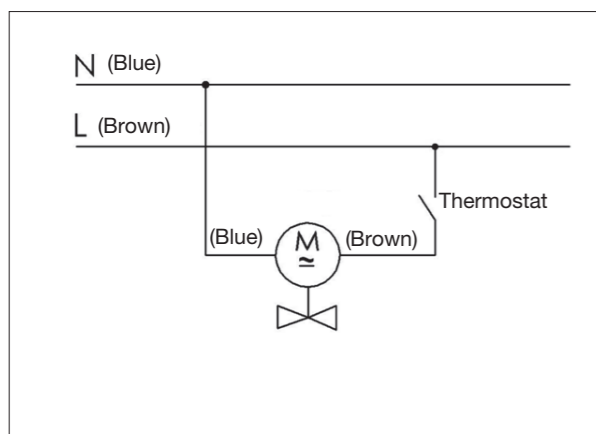 N (Blue)
L (Brown)
Thermostat
(Blue)
M
(Brown)
≃